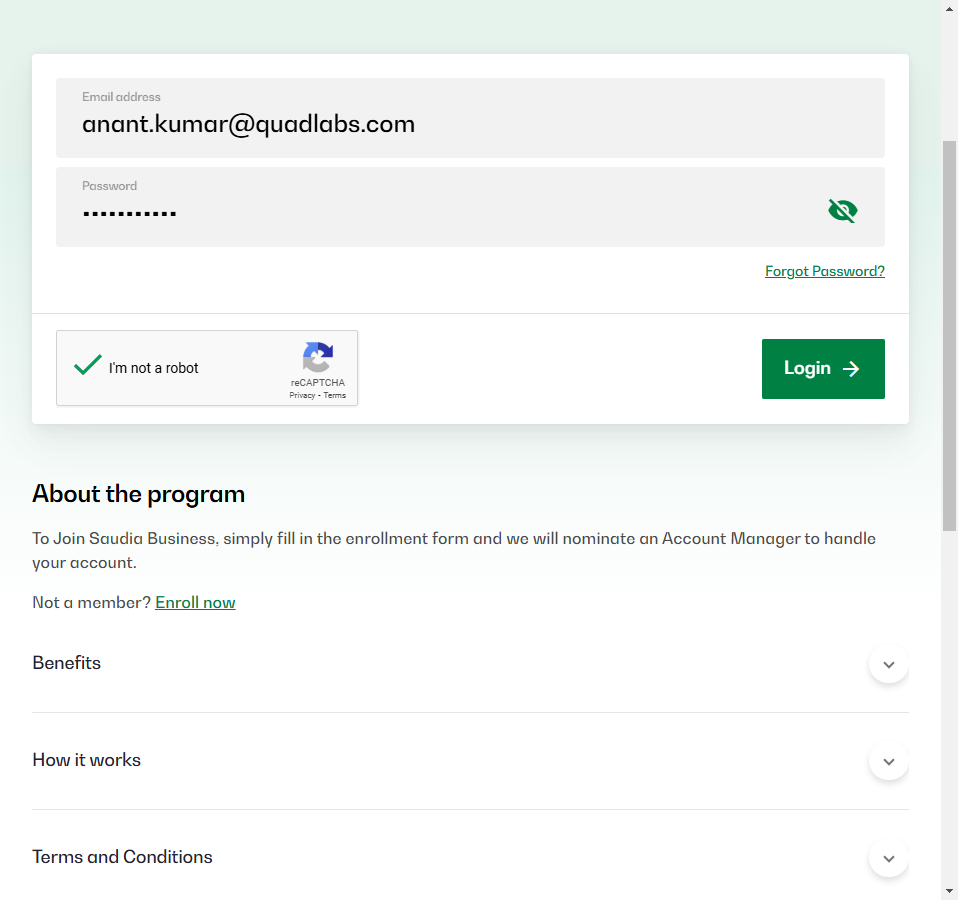 Email address
anant.kumar@quadlabs.com
Password
•••••••••••
Forgot Password?
I'm not a robot
reCAPTCHA
Privacy - Terms
Login
About the program
To Join Saudia Business, simply fill in the enrollment form and we will nominate an Account Manager to handle
your account.
Not a member? Enroll now
Benefits
How it works
Terms and Conditions